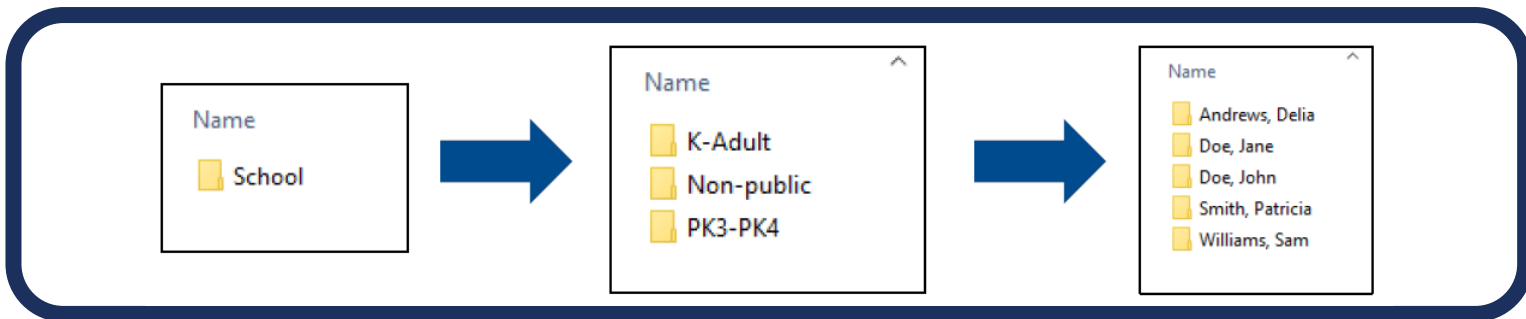 Name
School
Name
K-Adult
Non-public
PK3-PK4
Name
Andrews, Delia
Doe, Jane
Doe, John
Smith, Patricia
Williams, Sam